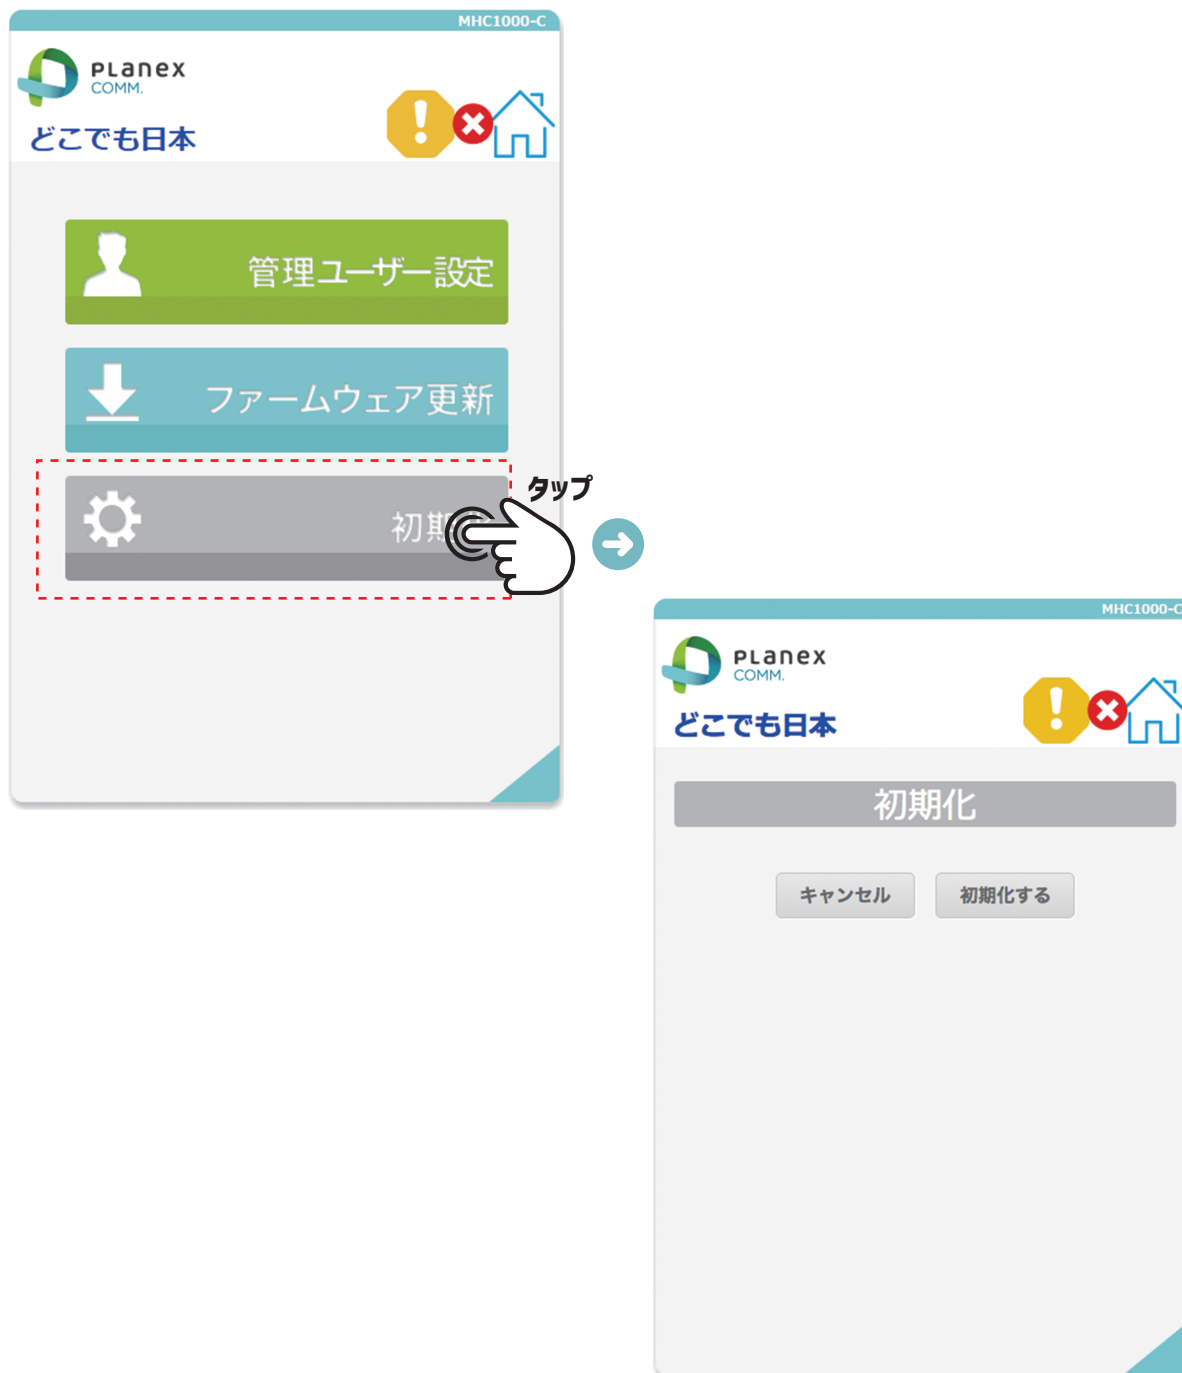 MHC1000-C
PLanex
COMM.
どこでも日本
管理ユーザー設定
ファームウェア更新
初期
タップ
MHC1000-C
PLanex
COMM.
どこでも日本
初期化
キャンセル
初期化する